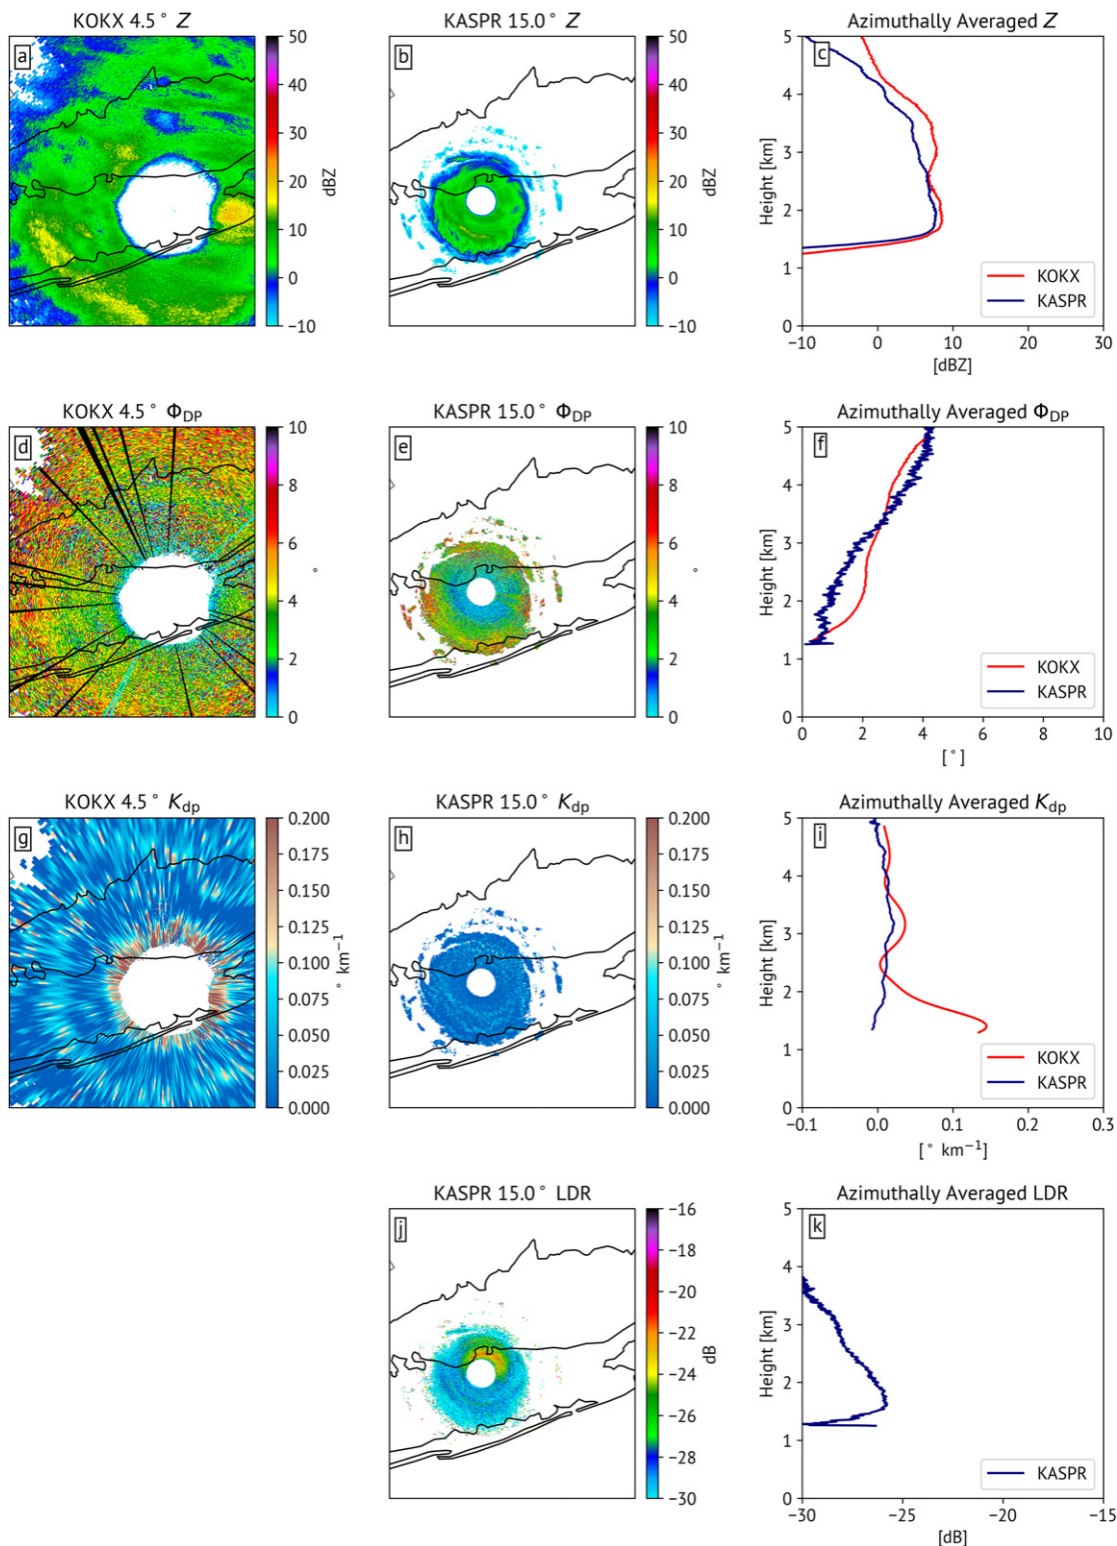 KOKX 4.5° Z
KASPR 15.0° Z
Azimuthally Averaged Z
a
50
40
30
20
10
0
−10
dBZ
b
50
40
30
20
10
0
−10
dBZ
c
5
4
3
2
1
0
Height [km]
KOKX
KASPR
−10 0 10 20 30
[dBZ]
KOKX 4.5° ΦDP
KASPR 15.0° ΦDP
Azimuthally Averaged ΦDP
d
10
8
6
4
2
0
°
e
10
8
6
4
2
0
°
f
5
4
3
2
1
0
Height [km]
KOKX
KASPR
0 2 4 6 8 10
[°]
KOKX 4.5° Kdp
KASPR 15.0° Kdp
Azimuthally Averaged Kdp
g
0.200
0.175
0.150
0.125
0.100
0.075
0.050
0.025
0.000
° km−1
h
0.200
0.175
0.150
0.125
0.100
0.075
0.050
0.025
0.000
° km−1
i
5
4
3
2
1
0
Height [km]
KOKX
KASPR
−0.1 0.0 0.1 0.2 0.3
[° km−1]
KASPR 15.0° LDR
Azimuthally Averaged LDR
j
−16
−18
−20
−22
−24
−26
−28
−30
dB
k
5
4
3
2
1
0
Height [km]
KASPR
−30 −25 −20 −15
[dB]